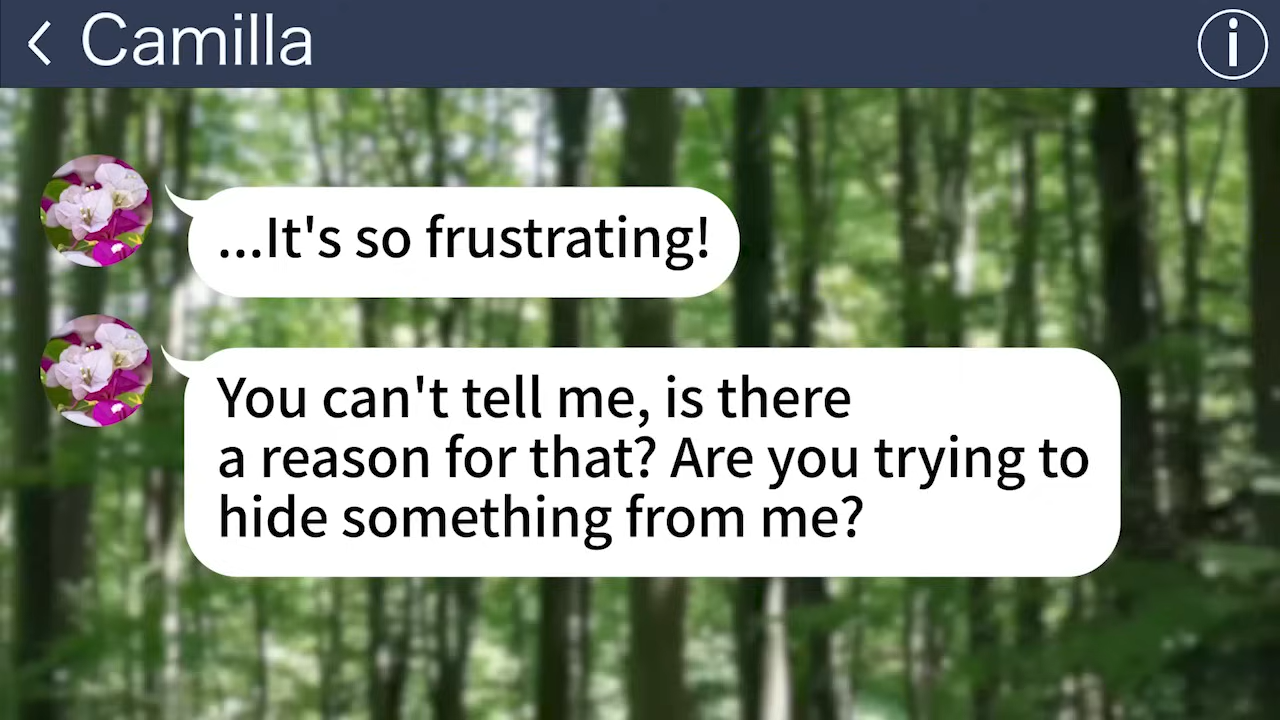 Camilla
...It's so frustrating!
You can't tell me, is there
a reason for that? Are you trying to
hide something from me?